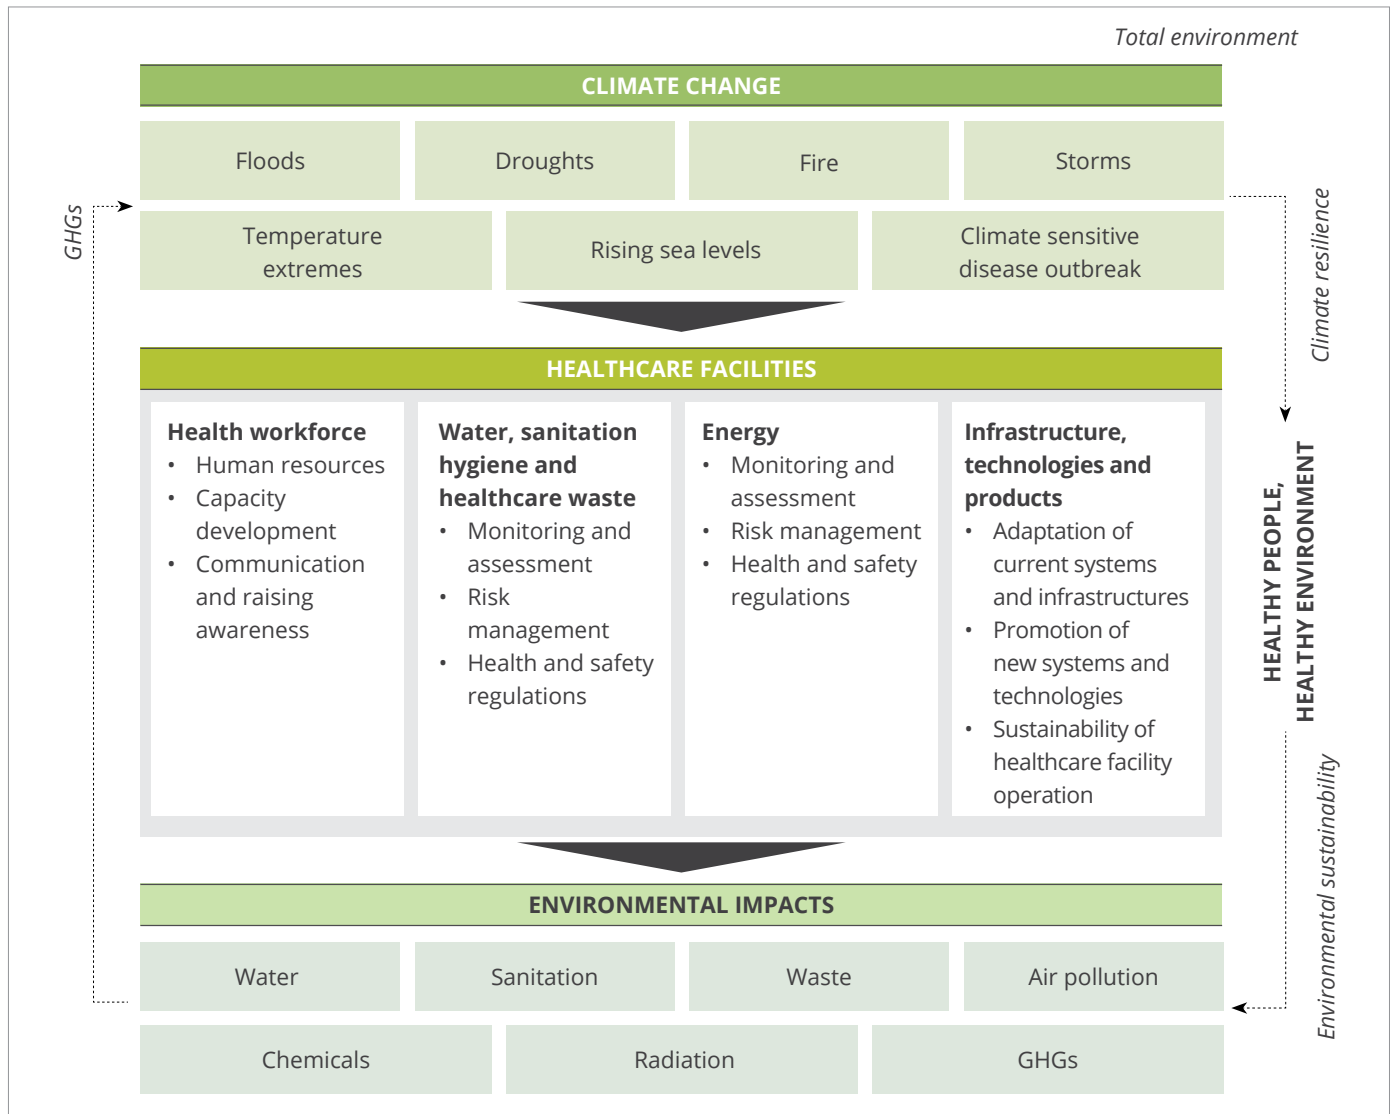 Total environment
CLIMATE CHANGE
Floods
Droughts
Fire
Storms
Temperature
extremes
Rising sea levels
Climate sensitive
disease outbreak
GHGs
Climate resilience
HEALTHCARE FACILITIES
Health workforce
• Human resources
• Capacity
development
• Communication
and raising
awareness
Water, sanitation
hygiene and
healthcare waste
• Monitoring and
assessment
• Risk
management
• Health and safety
regulations
Energy
• Monitoring and
assessment
• Risk management
• Health and safety
regulations
Infrastructure,
technologies and
products
• Adaptation of
current systems
and infrastructures
• Promotion of
new systems and
technologies
• Sustainability of
healthcare facility
operation
HEALTHY PEOPLE,
HEALTHY ENVIRONMENT
Environmental sustainability
ENVIRONMENTAL IMPACTS
Water
Sanitation
Waste
Air pollution
Chemicals
Radiation
GHGs